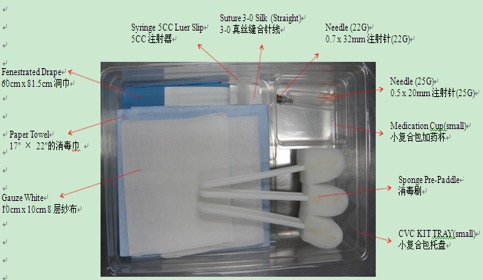 Syringe 5CC Luer Slip
5CC 注射器
Suture 3-0 Silk (Straight)
3-0 真丝缝合针线
Needle (22G)
0.7 x 32mm 注射针(22G)
Fenestrated Drape
60cm x 81.5cm 洞巾
Needle (25G)
0.5 x 20mm 注射针(25G)
Paper Towel
17" × 22"的消毒巾
Medication Cup(small)
小复合包加药杯
Gauze White
10cm x 10cm 8 层纱布
Sponge Pre-Paddle
消毒刷
CVC KIT TRAY(small)
小复合包托盘